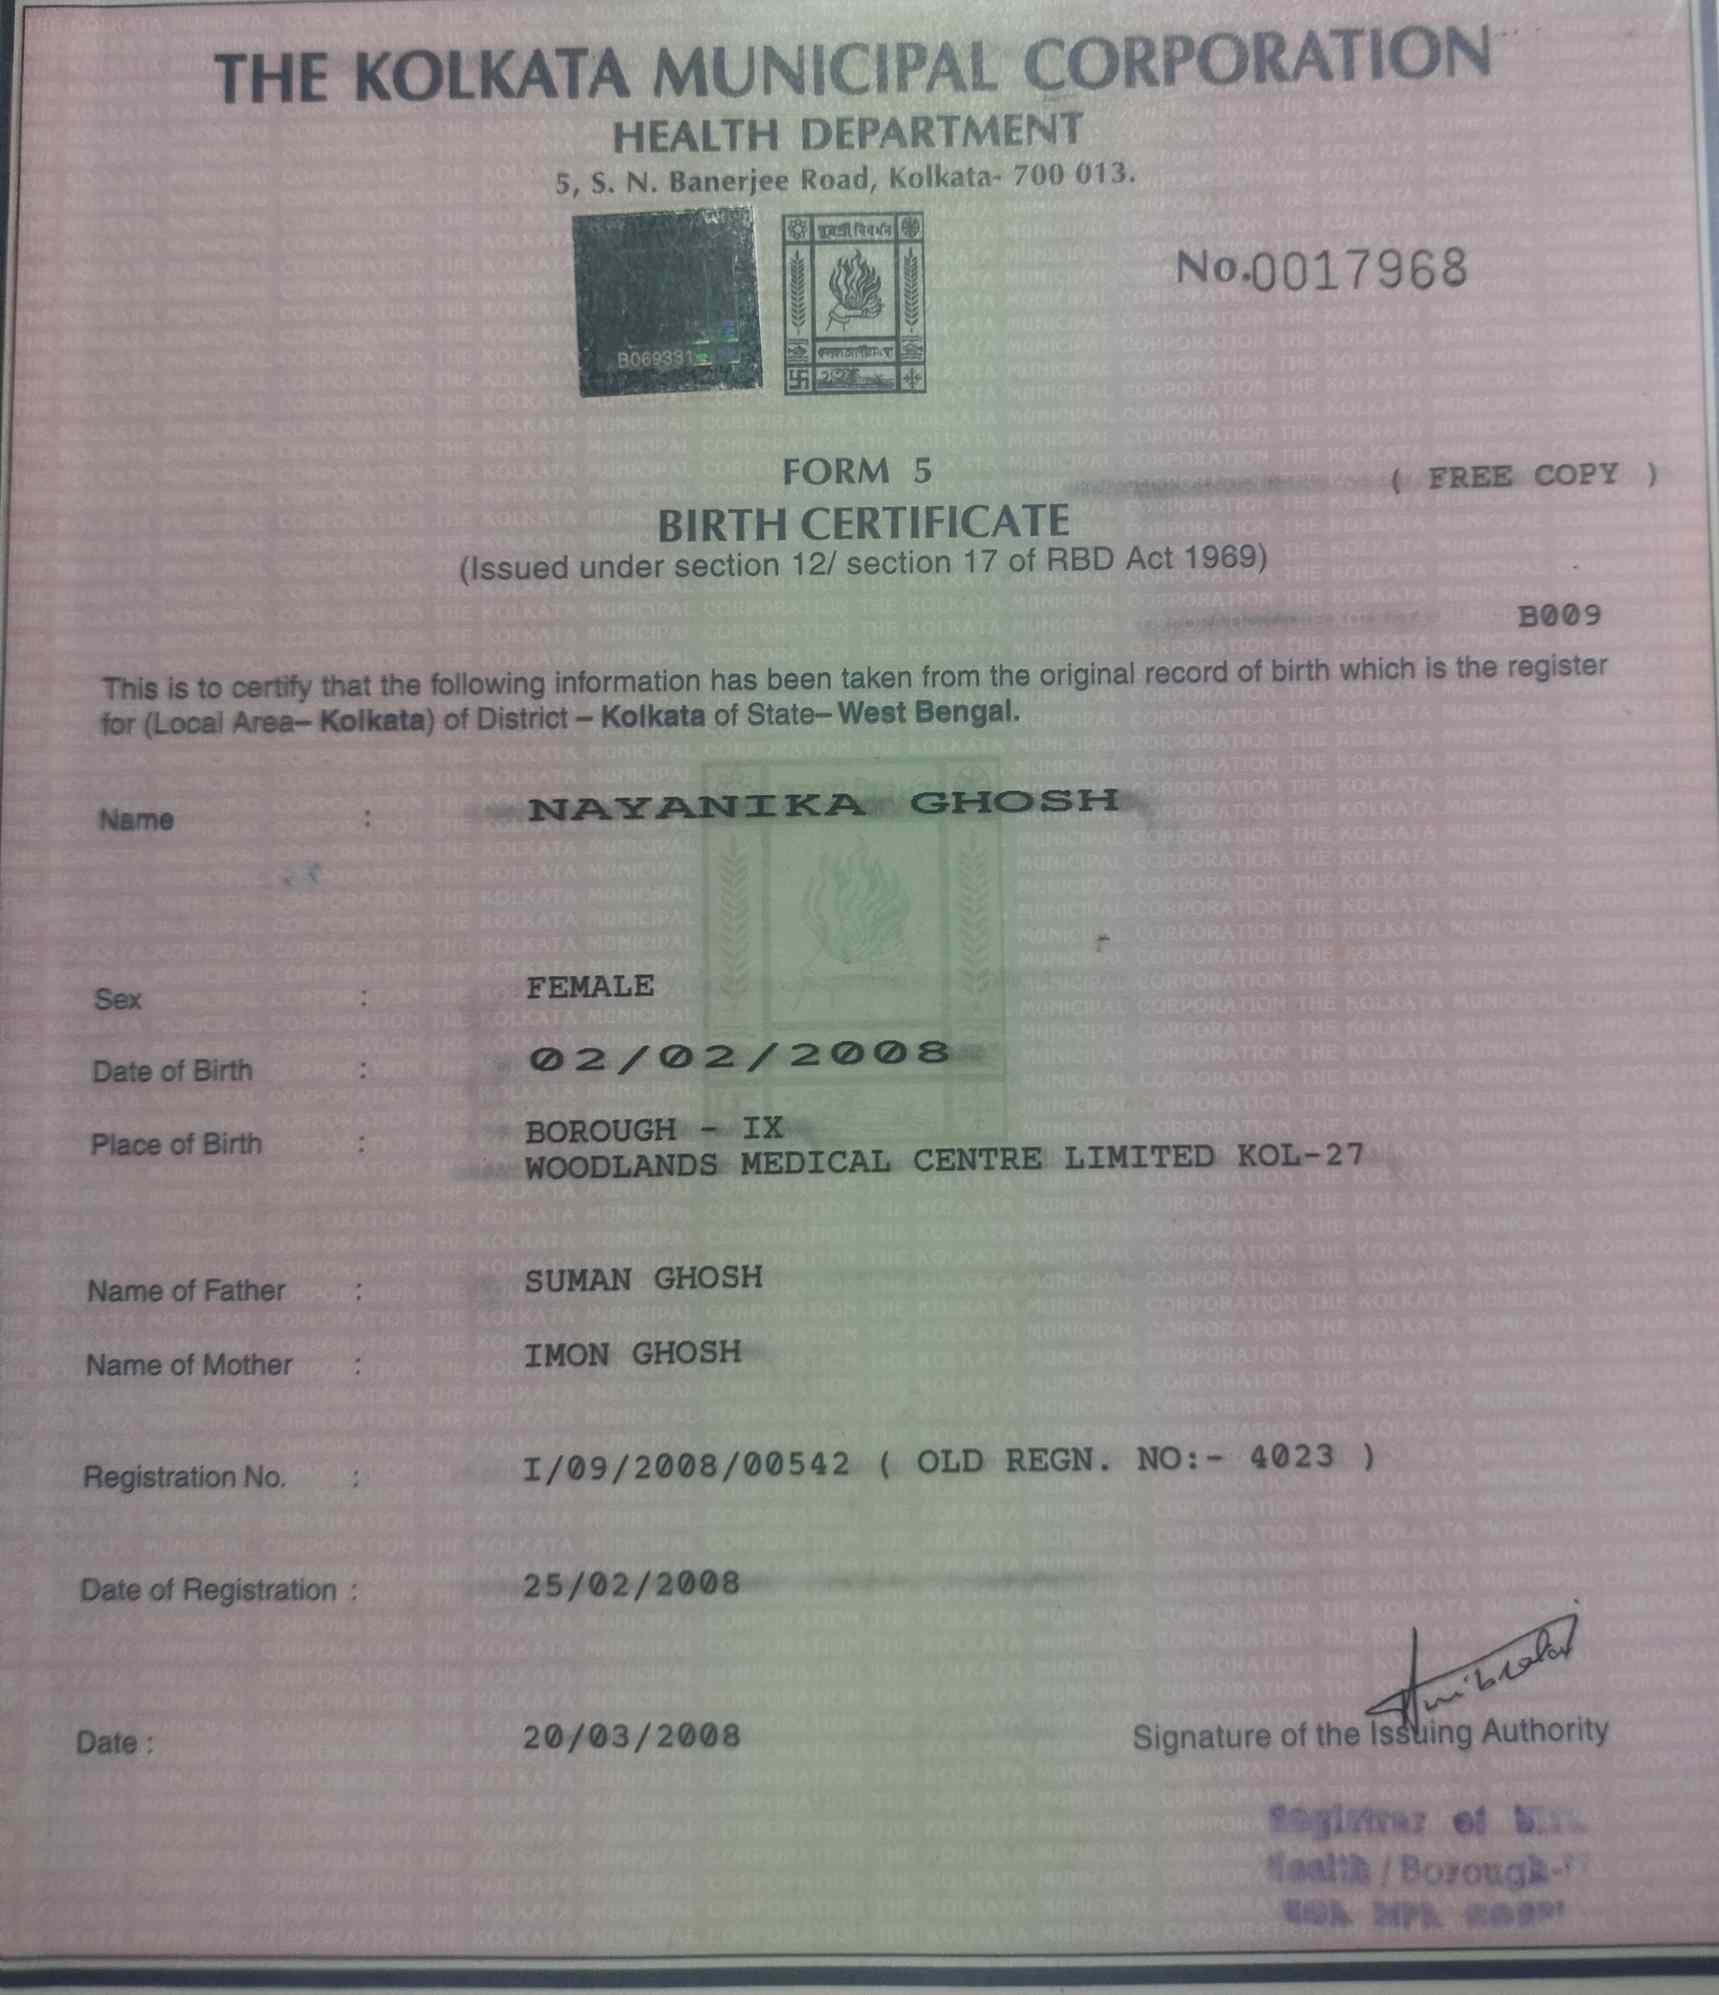 THE KOLKATA MUNICIPAL CORPORATION
HEALTH DEPARTMENT
5, S. N. Banerjee Road, Kolkata- 700 013.
No.0017968
B069331
FORM 5
( FREE COPY )
BIRTH CERTIFICATE
(Issued under section 12/ section 17 of RBD Act 1969)
B009
This is to certify that the following information has been taken from the original record of birth which is the register
for (Local Area– Kolkata) of District – Kolkata of State– West Bengal.
Name : NAYANIKA GHOSH
Sex : FEMALE
Date of Birth : 02/02/2008
Place of Birth : BOROUGH - IX
WOODLANDS MEDICAL CENTRE LIMITED KOL-27
Name of Father : SUMAN GHOSH
Name of Mother : IMON GHOSH
Registration No. : I/09/2008/00542 ( OLD REGN. NO:- 4023 )
Date of Registration : 25/02/2008
Date : 20/03/2008
Signature of the Issuing Authority
Registrar of
Health / Borough-